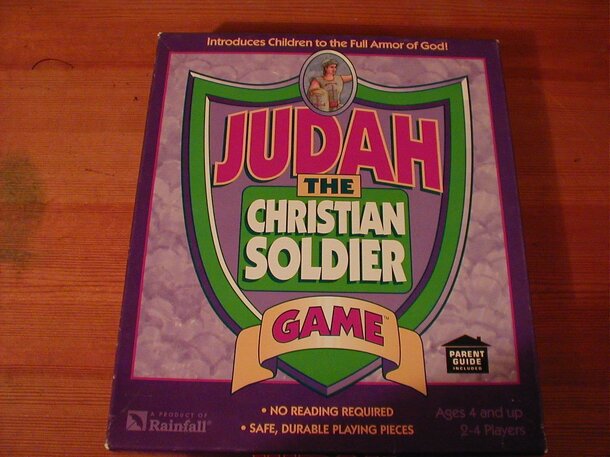 Introduces Children to the Full Armor of God!
JUDAH
THE
CHRISTIAN
SOLDIER
GAME™
PARENT
GUIDE
INCLUDED
A PRODUCT OF
Rainfall®
• NO READING REQUIRED
• SAFE, DURABLE PLAYING PIECES
Ages 4 and up
2-4 Players